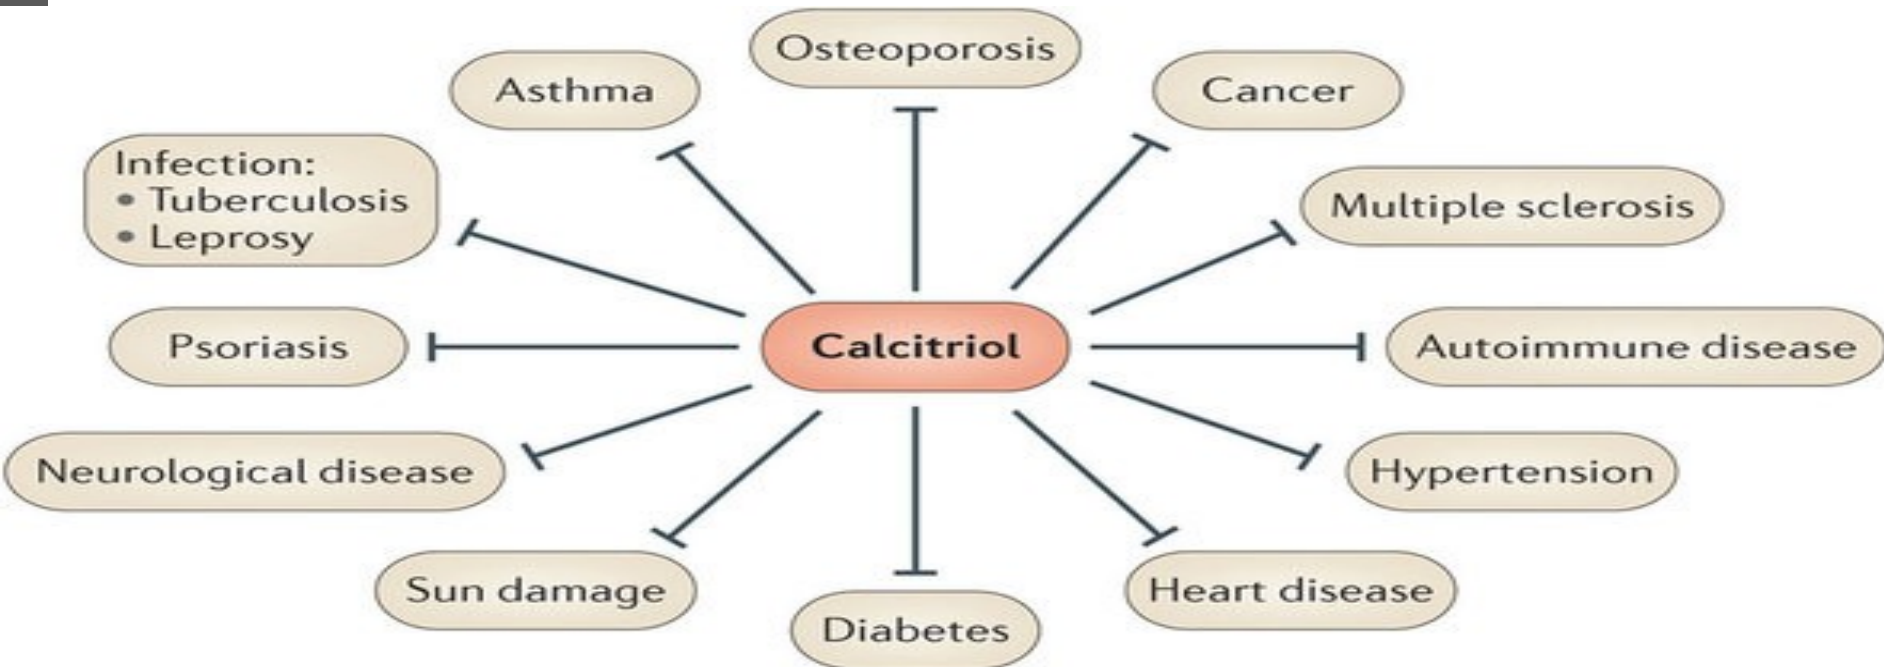 Osteoporosis
Asthma
Cancer
Infection:
• Tuberculosis
• Leprosy
Multiple sclerosis
Psoriasis
Calcitriol
Autoimmune disease
Neurological disease
Hypertension
Sun damage
Heart disease
Diabetes